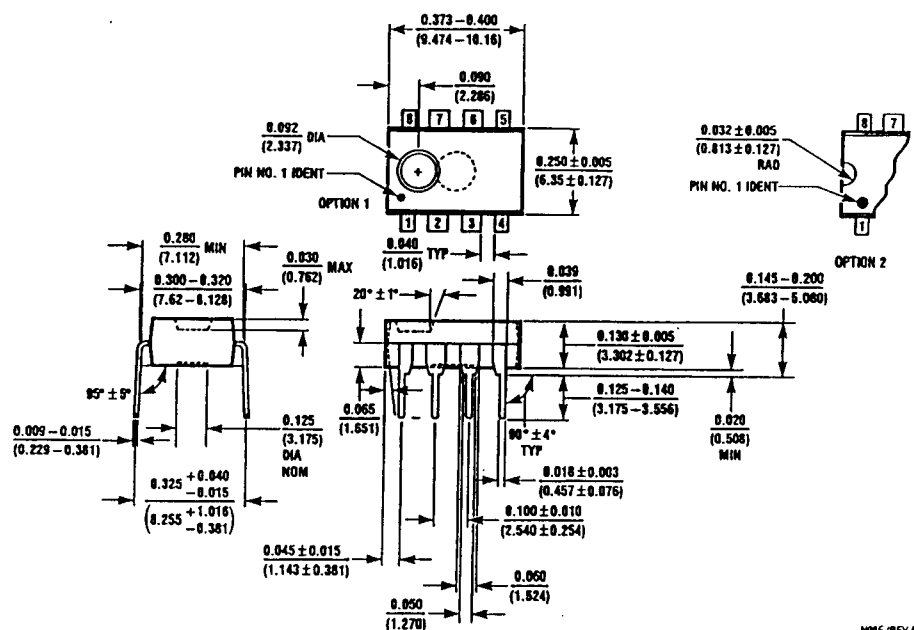 0.373–0.400
(9.474–10.16)
0.090
(2.286)
8 7 6 5
0.092 DIA
(2.337)
PIN NO. 1 IDENT
OPTION 1
0.250 ± 0.005
(6.35 ± 0.127)
1 2 3 4
0.032 ± 0.005
(0.813 ± 0.127)
RAD
PIN NO. 1 IDENT
8 7
1
OPTION 2
0.280 MIN
(7.112)
0.300–0.320
(7.62–8.128)
0.030 MAX
(0.762)
0.040 TYP
(1.016)
0.039
(0.991)
20° ± 1°
0.145–0.200
(3.683–5.080)
0.130 ± 0.005
(3.302 ± 0.127)
0.125–0.140
(3.175–3.556)
0.020
(0.508)
MIN
95° ± 5°
0.009–0.015
(0.229–0.381)
0.125
(3.175)
DIA
NOM
0.065
(1.651)
90° ± 4°
TYP
0.018 ± 0.003
(0.457 ± 0.076)
0.325 +0.040 −0.015
(8.255 +1.016 −0.381)
0.100 ± 0.010
(2.540 ± 0.254)
0.045 ± 0.015
(1.143 ± 0.381)
0.060
(1.524)
0.050
(1.270)